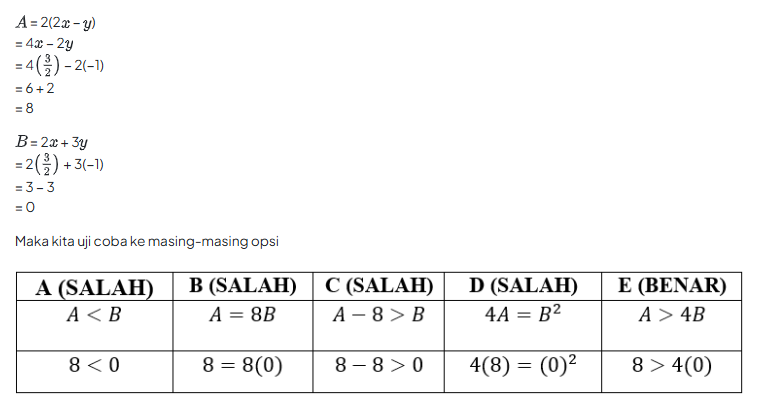 A = 2(2x – y)
= 4x – 2y
= 4(3/2) – 2(–1)
= 6 + 2
= 8
B = 2x + 3y
= 2(3/2) + 3(–1)
= 3 – 3
= 0
Maka kita uji coba ke masing-masing opsi
A (SALAH) B (SALAH) C (SALAH) D (SALAH) E (BENAR)
A < B A = 8B A − 8 > B 4A = B² A > 4B
8 < 0 8 = 8(0) 8 − 8 > 0 4(8) = (0)² 8 > 4(0)